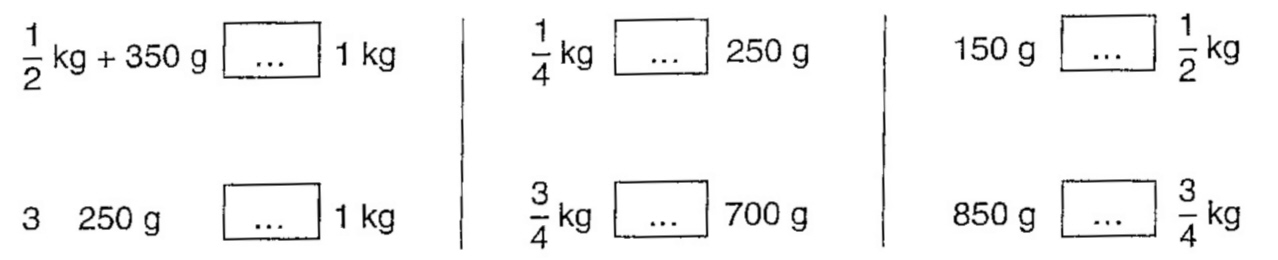 1/2 kg + 350 g ... 1 kg
1/4 kg ... 250 g
150 g ... 1/2 kg
3 250 g ... 1 kg
3/4 kg ... 700 g
850 g ... 3/4 kg